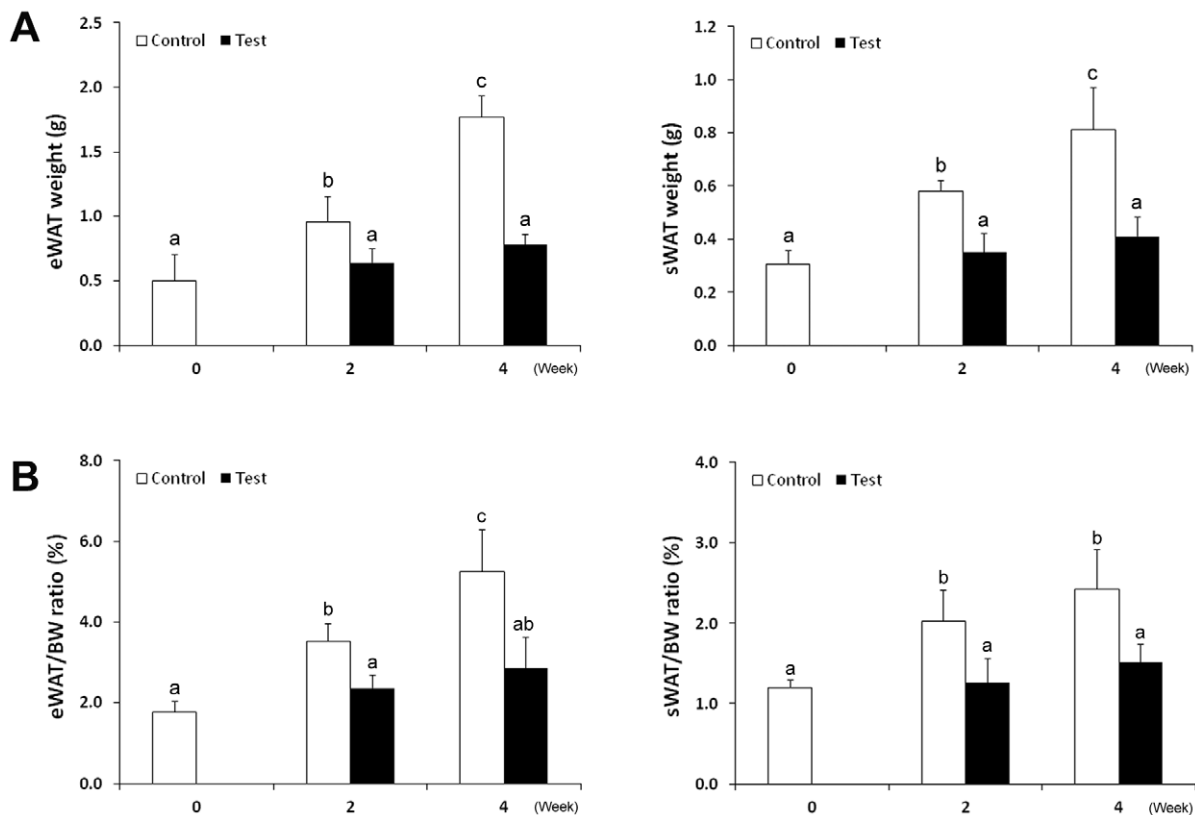 A
eWAT weight (g)
2.5
2.0
1.5
1.0
0.5
0.0
Control Test
a
b
a
c
a
0 2 4 (Week)
sWAT weight (g)
1.2
1.0
0.8
0.6
0.4
0.2
0.0
Control Test
a
b
a
c
a
0 2 4 (Week)
B
eWAT/BW ratio (%)
8.0
6.0
4.0
2.0
0.0
Control Test
a
b
a
c
ab
0 2 4 (Week)
sWAT/BW ratio (%)
4.0
3.0
2.0
1.0
0.0
Control Test
a
b
a
b
a
0 2 4 (Week)